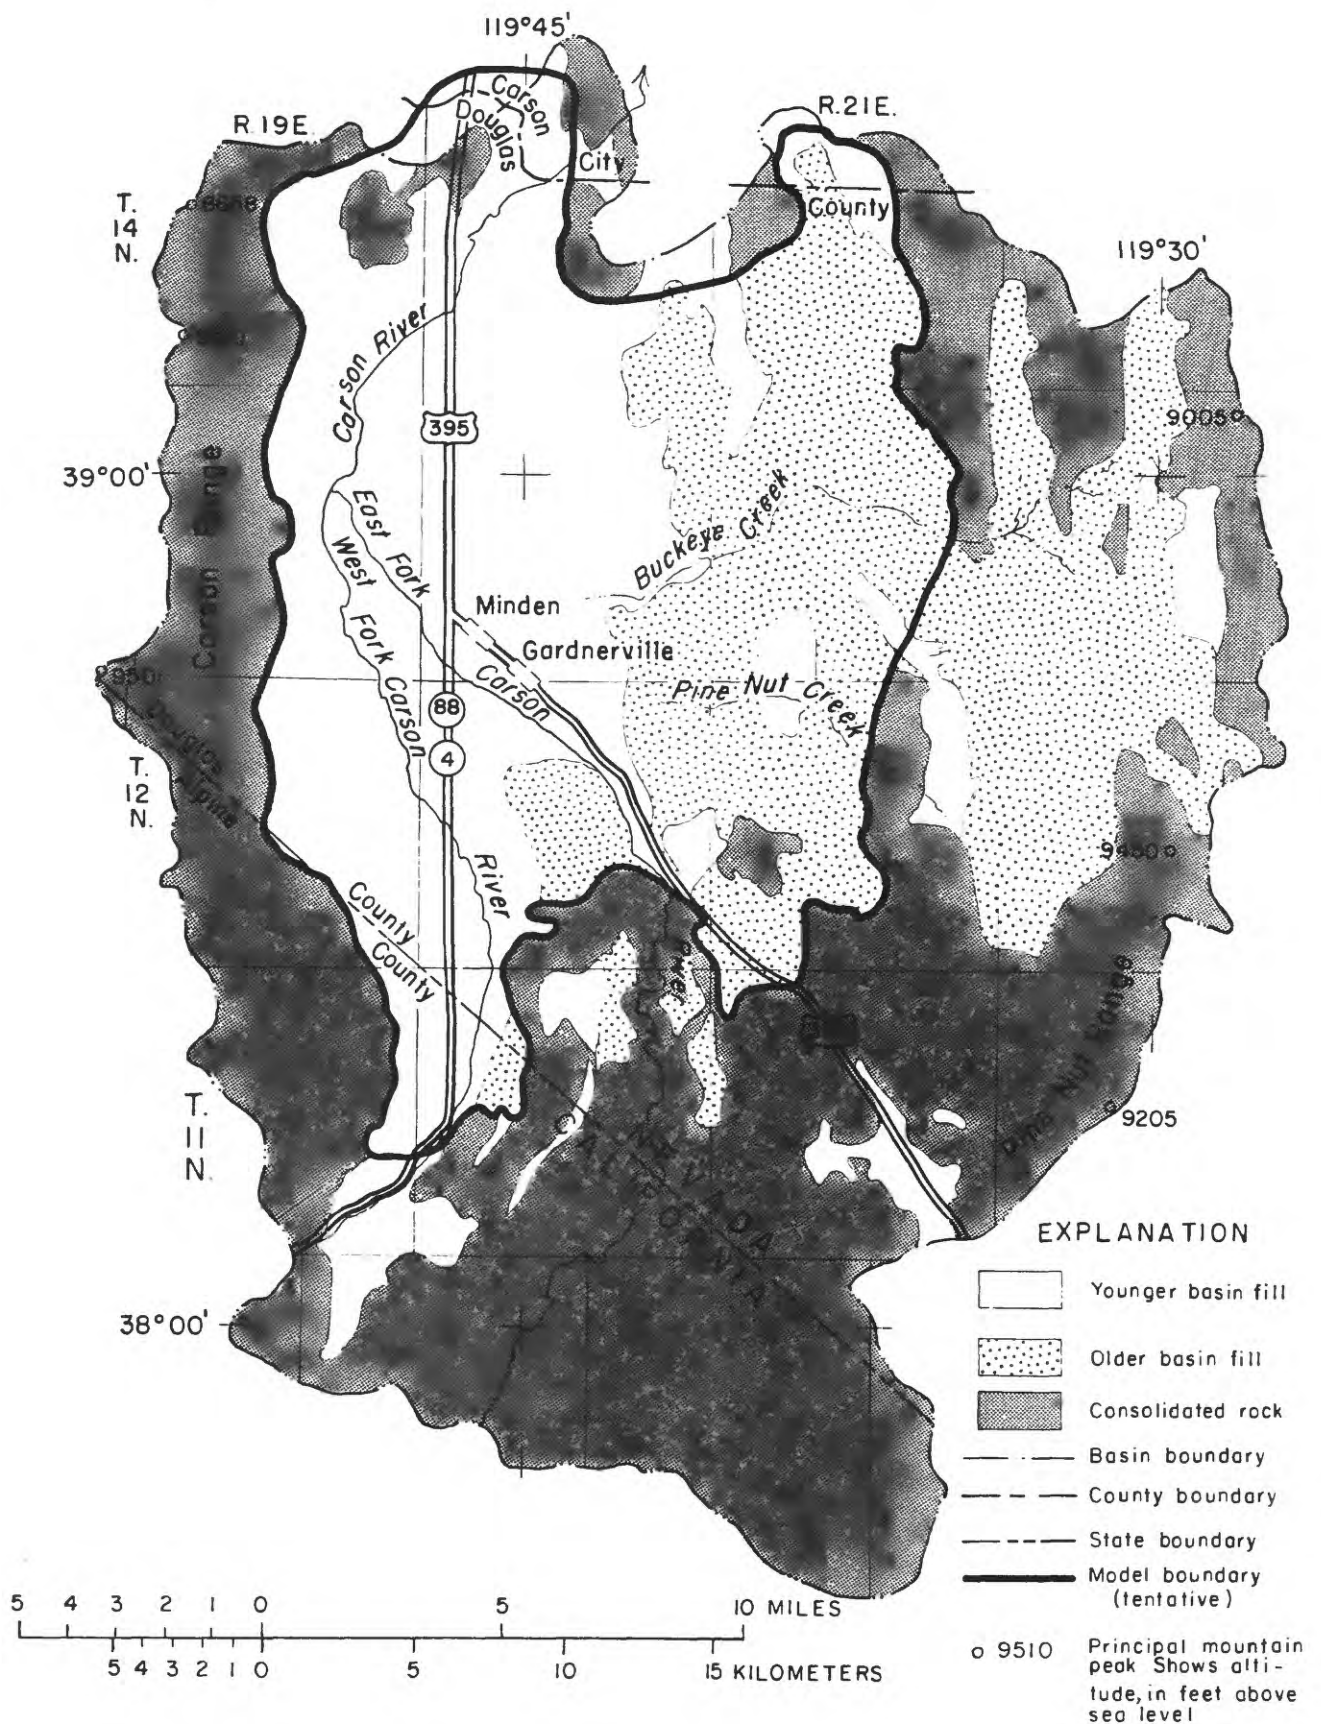 119°45'
R.19E.
R.21E.
Carson
Douglas
City
County
T.
14
N.
8858
119°30'
Carson River
395
9005
39°00'
Carson Range
East Fork
West Fork Carson
Buckeye Creek
Minden
Gardnerville
Carson
Pine Nut Creek
88
4
Douglas
Alpine
T.
12
N.
9450
River
County
County
River
Pine Nut Range
T.
11
N.
9205
NEVADA
CALIFORNIA
38°00'
EXPLANATION
Younger basin fill
Older basin fill
Consolidated rock
Basin boundary
County boundary
State boundary
Model boundary
(tentative)
9510 Principal mountain
peak Shows alti-
tude, in feet above
sea level
5 4 3 2 1 0 5 10 MILES
5 4 3 2 1 0 5 10 15 KILOMETERS